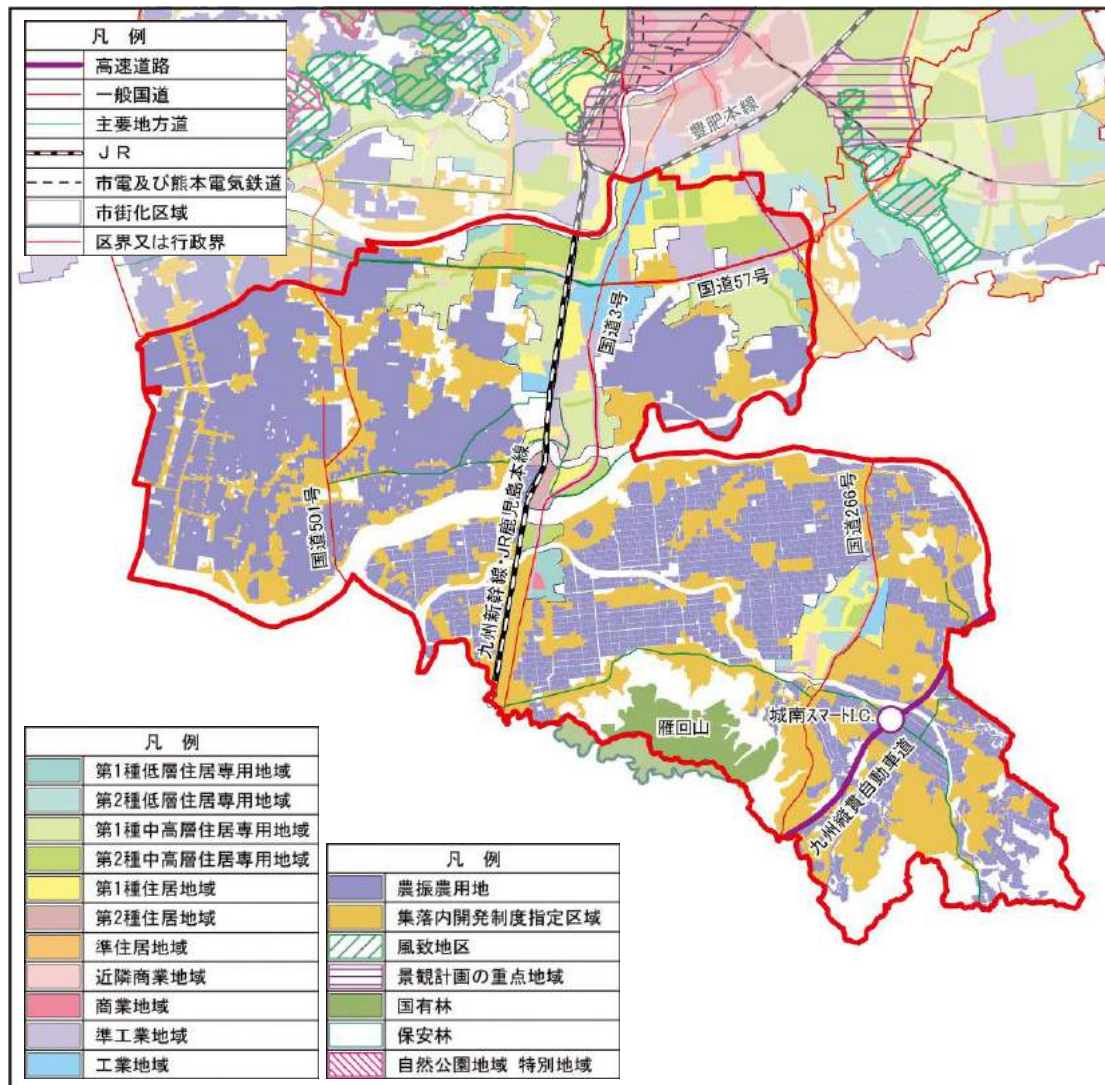 凡 例
高速道路
一般国道
主要地方道
ＪＲ
市電及び熊本電気鉄道
市街化区域
区界又は行政界
豊肥本線
国道57号
国道3号
九州新幹線・JR鹿児島本線
国道501号
国道266号
城南スマートI.C.
雁回山
九州縦貫自動車道
凡 例
第1種低層住居専用地域
第2種低層住居専用地域
第1種中高層住居専用地域
第2種中高層住居専用地域
第1種住居地域
第2種住居地域
準住居地域
近隣商業地域
商業地域
準工業地域
工業地域
凡 例
農振農用地
集落内開発制度指定区域
風致地区
景観計画の重点地域
国有林
保安林
自然公園地域 特別地域